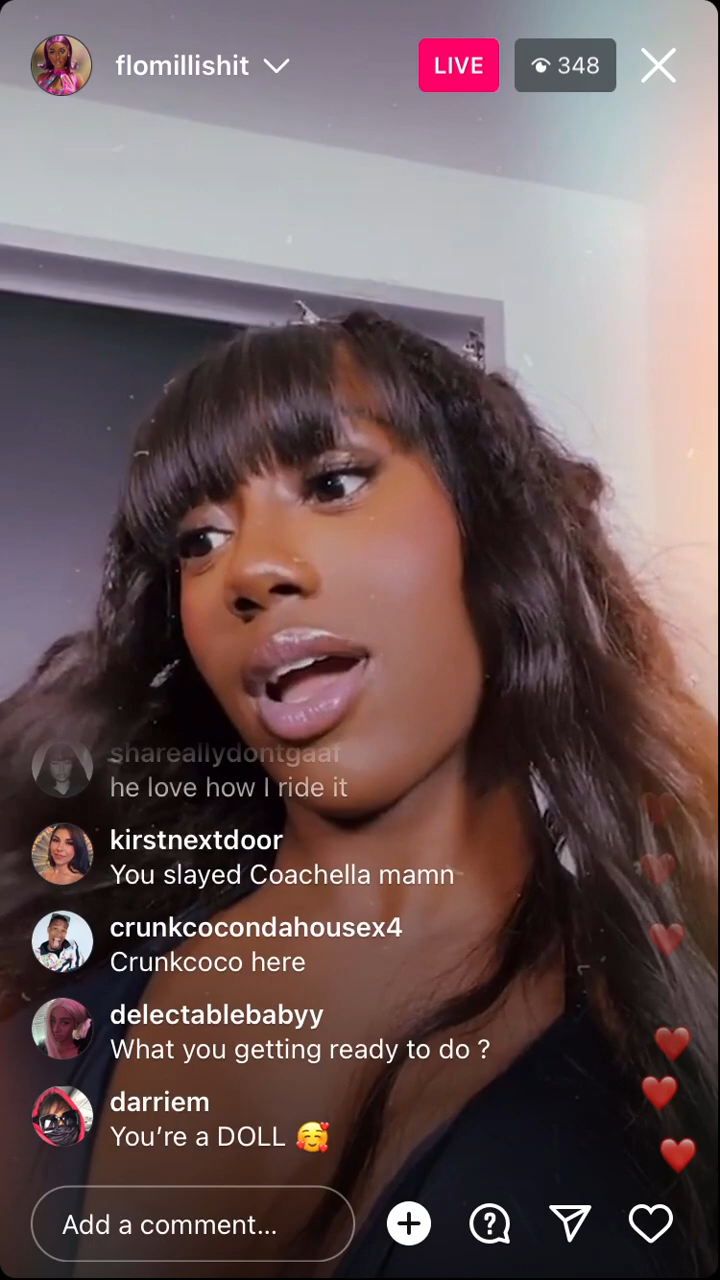 flomillishit
LIVE
348
shareallydontgaaf
he love how I ride it
kirstnextdoor
You slayed Coachella mamn
crunkcocondahousex4
Crunkcoco here
delectablebabyy
What you getting ready to do ?
darriem
You’re a DOLL 🥰
Add a comment...